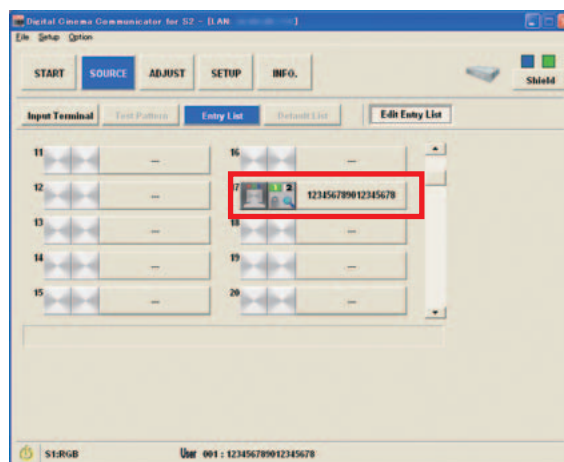 Digital Cinema Communicator for S2 - [LAN
]
File Setup Option
START SOURCE ADJUST SETUP INFO.
Shield
Input Terminal Test Pattern Entry List Default List Edit Entry List
11 --- 16 ---
12 --- 17 1 2 123456789012345678
13 --- 18 ---
14 --- 19 ---
15 --- 20 ---
S1:RGB User 001 : 123456789012345678